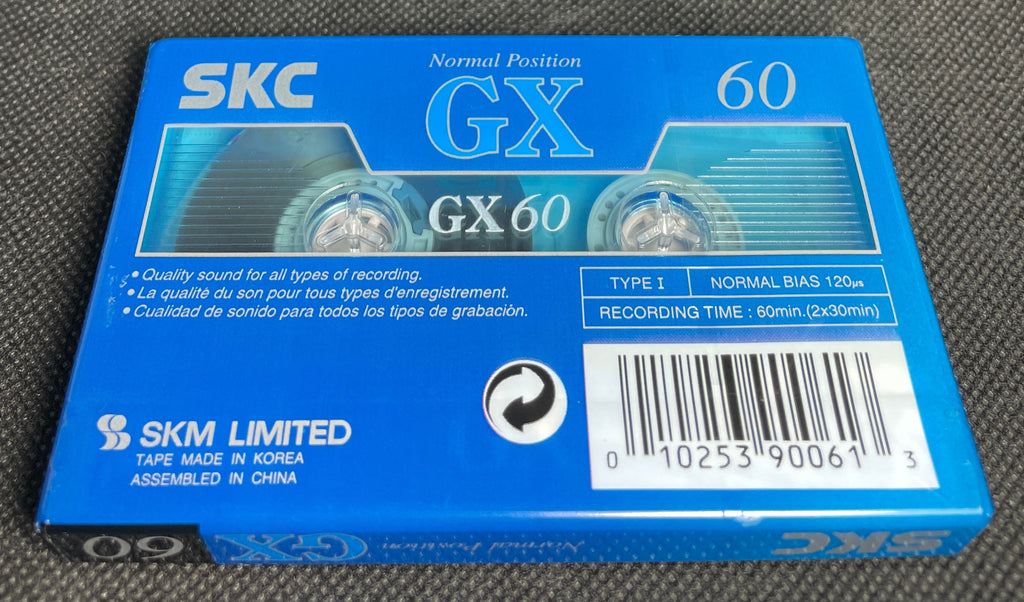 SKC
Normal Position
GX
60
GX 60
• Quality sound for all types of recording.
• La qualité du son pour tous types d'enregistrement.
• Cualidad de sonido para todos los tipos de grabación.
TYPE I
NORMAL BIAS 120µs
RECORDING TIME : 60min.(2x30min)
SKM LIMITED
TAPE MADE IN KOREA
ASSEMBLED IN CHINA
0 10253 90061 3
60
GX
Normal Position
SKC